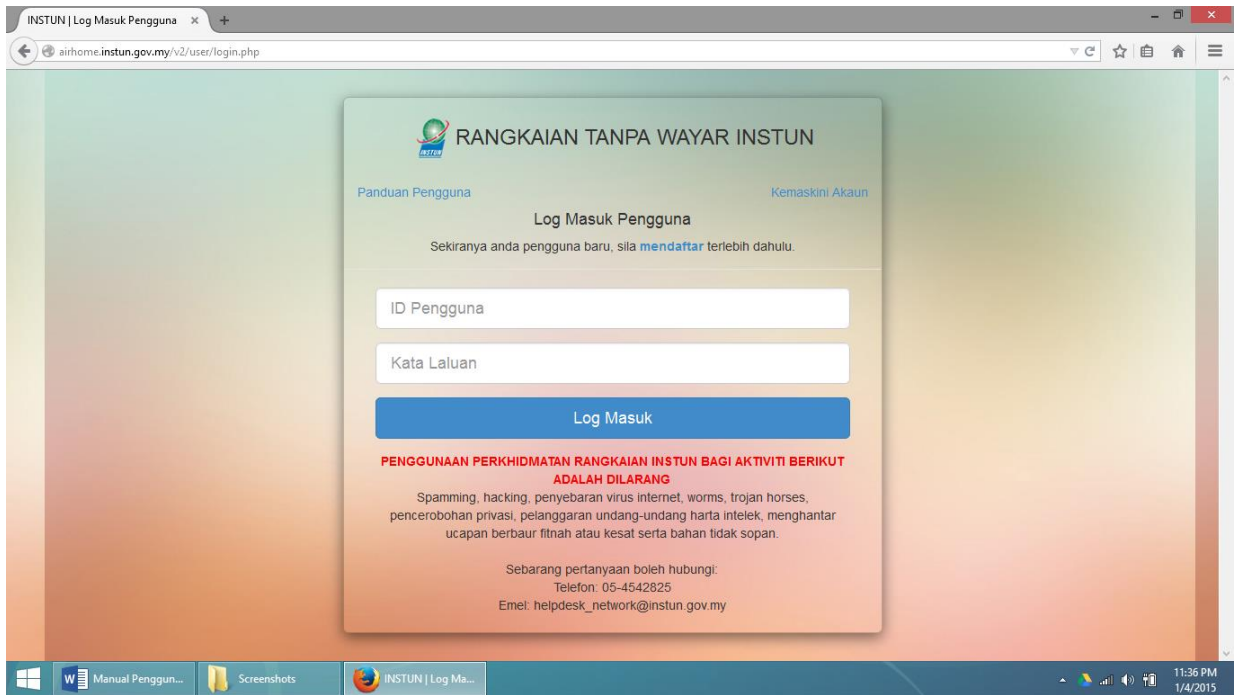 INSTUN | Log Masuk Pengguna
airhome.instun.gov.my/v2/user/login.php
INSTUN
RANGKAIAN TANPA WAYAR INSTUN
Panduan Pengguna
Kemaskini Akaun
Log Masuk Pengguna
Sekiranya anda pengguna baru, sila mendaftar terlebih dahulu.
ID Pengguna
Kata Laluan
Log Masuk
PENGGUNAAN PERKHIDMATAN RANGKAIAN INSTUN BAGI AKTIVITI BERIKUT
ADALAH DILARANG
Spamming, hacking, penyebaran virus internet, worms, trojan horses,
pencerobohan privasi, pelanggaran undang-undang harta intelek, menghantar
ucapan berbaur fitnah atau kesat serta bahan tidak sopan.
Sebarang pertanyaan boleh hubungi:
Telefon: 05-4542825
Emel: helpdesk_network@instun.gov.my
Manual Penggun...
Screenshots
INSTUN | Log Ma...
11:36 PM
1/4/2015